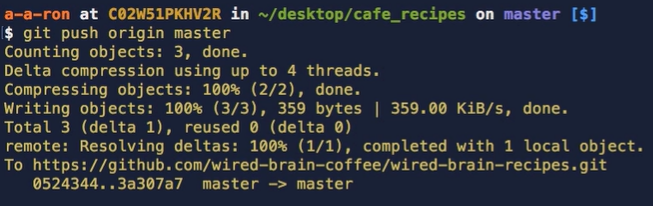 a-a-ron at C02W51PKHV2R in ~/desktop/cafe_recipes on master [$]
$ git push origin master
Counting objects: 3, done.
Delta compression using up to 4 threads.
Compressing objects: 100% (2/2), done.
Writing objects: 100% (3/3), 359 bytes | 359.00 KiB/s, done.
Total 3 (delta 1), reused 0 (delta 0)
remote: Resolving deltas: 100% (1/1), completed with 1 local object.
To https://github.com/wired-brain-coffee/wired-brain-recipes.git
   0524344..3a307a7  master -> master